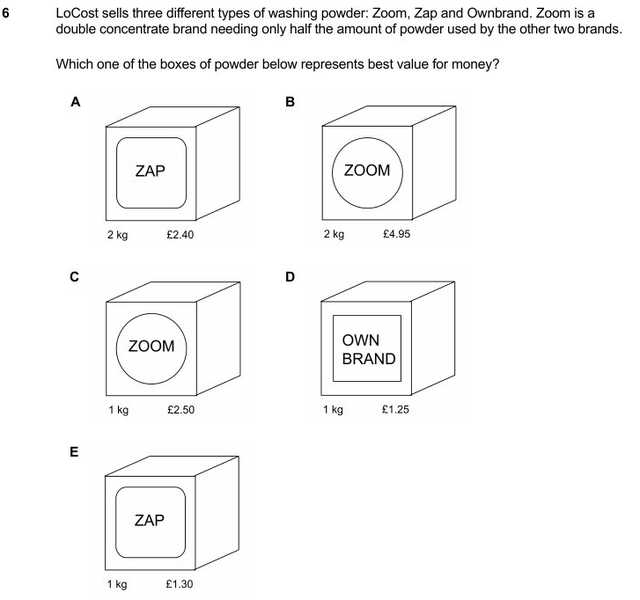 6 LoCost sells three different types of washing powder: Zoom, Zap and Ownbrand. Zoom is a
double concentrate brand needing only half the amount of powder used by the other two brands.
Which one of the boxes of powder below represents best value for money?
A
ZAP
2 kg £2.40
B
ZOOM
2 kg £4.95
C
ZOOM
1 kg £2.50
D
OWN
BRAND
1 kg £1.25
E
ZAP
1 kg £1.30